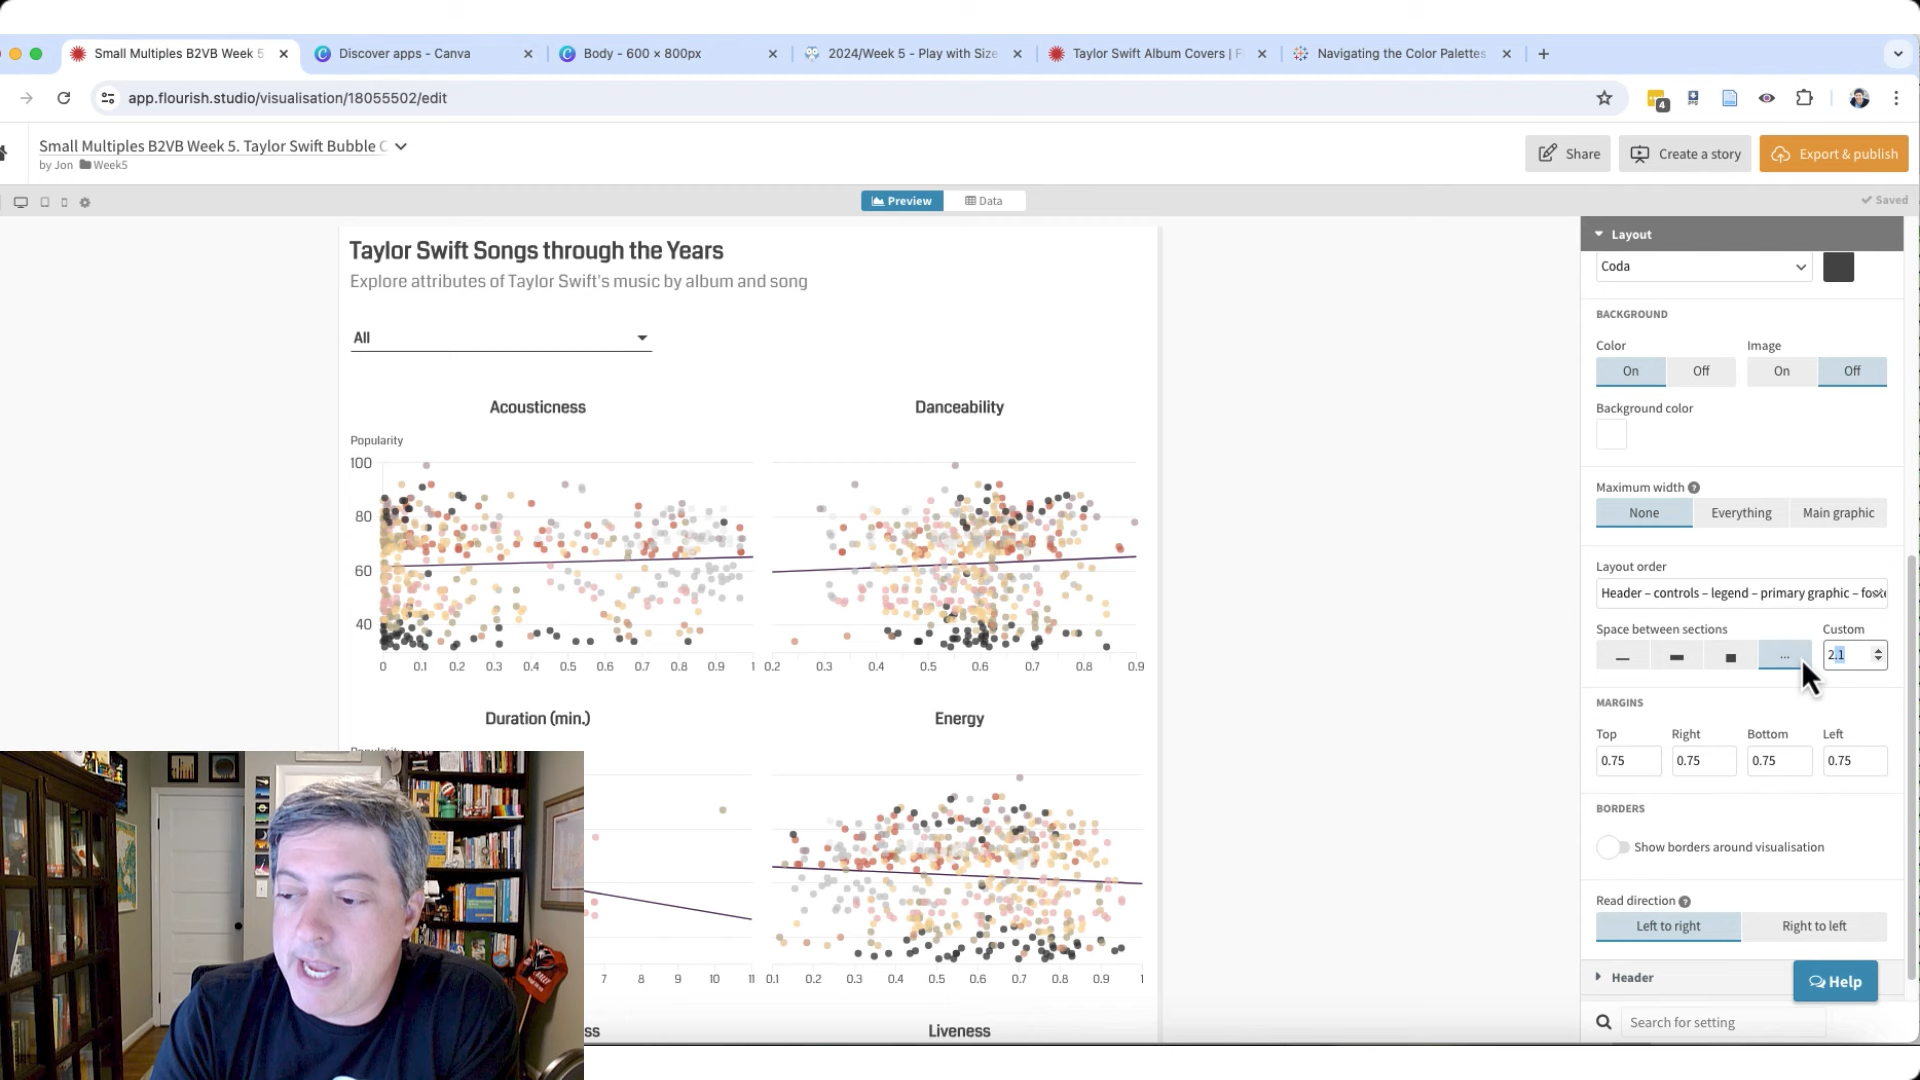 Small Multiples B2VB Week 5
Discover apps - Canva
Body - 600 × 800px
2024/Week 5 - Play with Size
Taylor Swift Album Covers | F
Navigating the Color Palettes
app.flourish.studio/visualisation/18055502/edit
4
Small Multiples B2VB Week 5. Taylor Swift Bubble C
by Jon Week5
Share
Create a story
Export & publish
Preview
Data
Saved
Taylor Swift Songs through the Years
Explore attributes of Taylor Swift's music by album and song
All
Acousticness
Danceability
Popularity
100
80
60
40
0 0.1 0.2 0.3 0.4 0.5 0.6 0.7 0.8 0.9 1
0.2 0.3 0.4 0.5 0.6 0.7 0.8 0.9
Duration (min.)
Energy
7 8 9 10 11
0.1 0.2 0.3 0.4 0.5 0.6 0.7 0.8 0.9 1
ss
Liveness
Layout
Coda
BACKGROUND
Color
Image
On Off
On Off
Background color
Maximum width
None Everything Main graphic
Layout order
Header – controls – legend – primary graphic –
Space between sections
Custom
...
2.1
MARGINS
Top Right Bottom Left
0.75 0.75 0.75 0.75
BORDERS
Show borders around visualisation
Read direction
Left to right Right to left
Header
Help
Search for setting